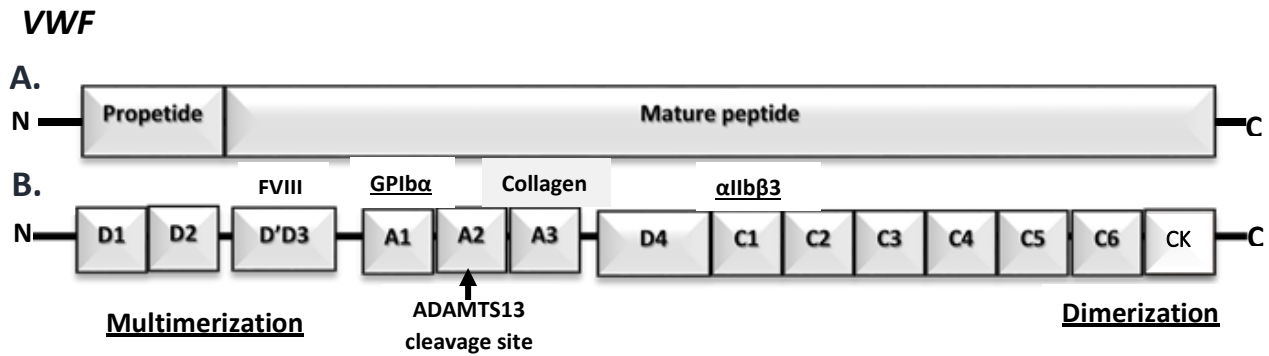 VWF
A.
N Propetide Mature peptide C
B. FVIII GPIbα Collagen αIIbβ3
N D1 D2 D'D3 A1 A2 A3 D4 C1 C2 C3 C4 C5 C6 CK C
Multimerization ADAMTS13 Dimerization
cleavage site